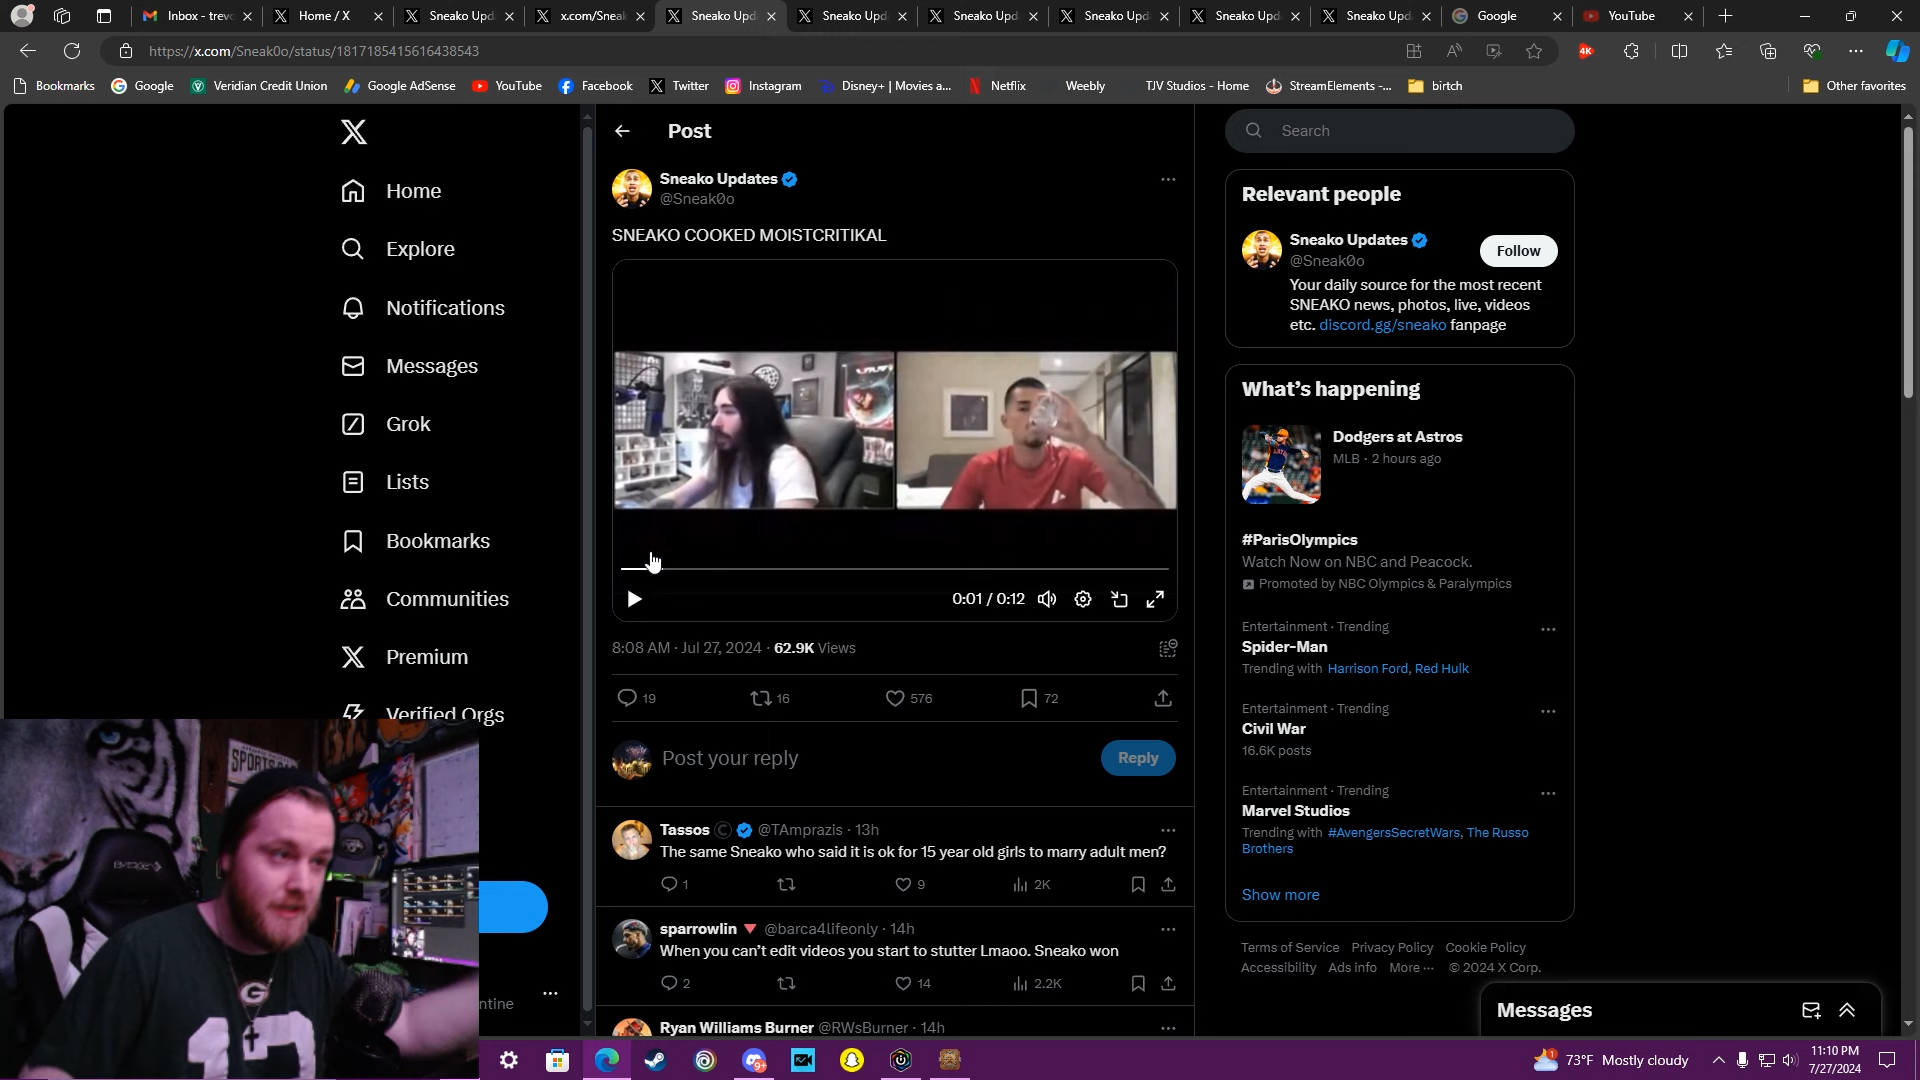 Inbox - trevo
Home / X
Sneako Upd
x.com/Sneak
Sneako Upd
Sneako Upd
Sneako Upd
Sneako Upd
Sneako Upd
Sneako Upd
Google
YouTube
https://x.com/Sneak0o/status/1817185415616438543
4K
Bookmarks
Google
Veridian Credit Union
Google AdSense
YouTube
Facebook
Twitter
Instagram
Disney+ | Movies a...
Netflix
Weebly
TJV Studios - Home
StreamElements -...
birtch
Other favorites
Home
Explore
Notifications
Messages
Grok
Lists
Bookmarks
Communities
Premium
Verified Orgs
ntine
Post
Sneako Updates
@Sneak0o
SNEAKO COOKED MOISTCRITIKAL
0:01 / 0:12
8:08 AM · Jul 27, 2024 · 62.9K Views
19
16
576
72
Post your reply
Reply
Tassos @TAmprazis · 13h
The same Sneako who said it is ok for 15 year old girls to marry adult men?
1
9
2K
sparrowlin @barca4lifeonly · 14h
When you can't edit videos you start to stutter Lmaoo. Sneako won
2
14
2.2K
Ryan Williams Burner @RWsBurner · 14h
Search
Relevant people
Sneako Updates
@Sneak0o
Follow
Your daily source for the most recent
SNEAKO news, photos, live, videos
etc. discord.gg/sneako fanpage
What's happening
Dodgers at Astros
MLB · 2 hours ago
#ParisOlympics
Watch Now on NBC and Peacock.
Promoted by NBC Olympics & Paralympics
Entertainment · Trending
Spider-Man
Trending with Harrison Ford, Red Hulk
Entertainment · Trending
Civil War
16.6K posts
Entertainment · Trending
Marvel Studios
Trending with #AvengersSecretWars, The Russo
Brothers
Show more
Terms of Service Privacy Policy Cookie Policy
Accessibility Ads info More ··· © 2024 X Corp.
Messages
SPORTS
G
12
9+
73°F Mostly cloudy
11:10 PM
7/27/2024